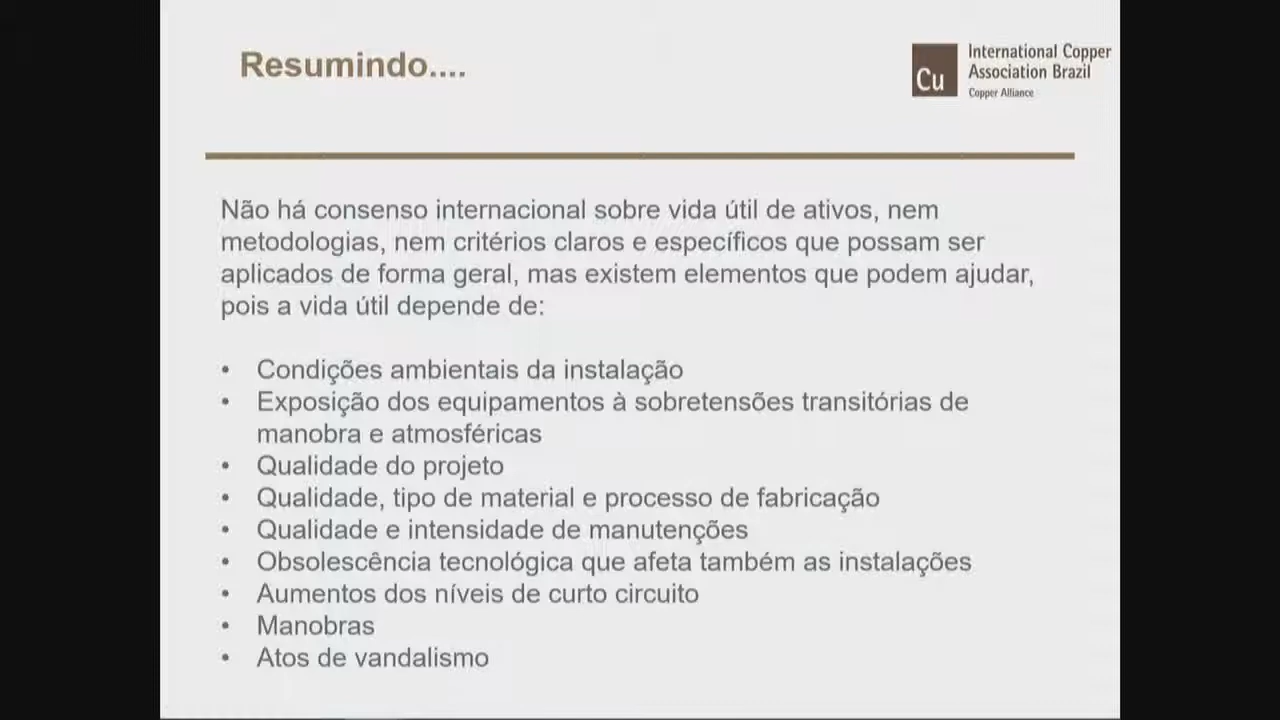 Resumindo....
Cu
International Copper
Association Brazil
Copper Alliance
Não há consenso internacional sobre vida útil de ativos, nem
metodologias, nem critérios claros e específicos que possam ser
aplicados de forma geral, mas existem elementos que podem ajudar,
pois a vida útil depende de:
• Condições ambientais da instalação
• Exposição dos equipamentos à sobretensões transitórias de
manobra e atmosféricas
• Qualidade do projeto
• Qualidade, tipo de material e processo de fabricação
• Qualidade e intensidade de manutenções
• Obsolescência tecnológica que afeta também as instalações
• Aumentos dos níveis de curto circuito
• Manobras
• Atos de vandalismo